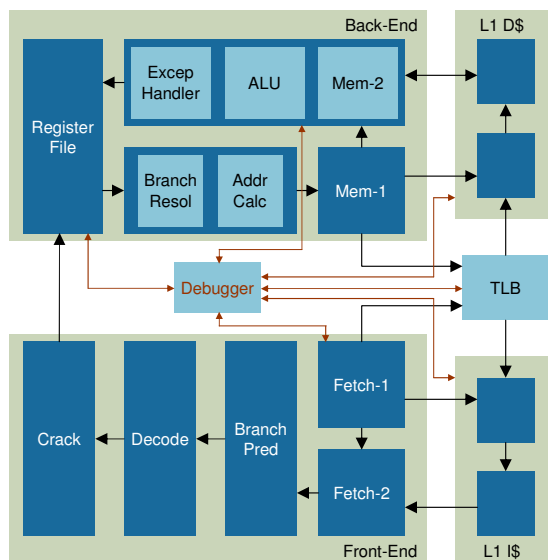 Back-End
L1 D$
Excep
Handler
ALU
Mem-2
Register
File
Branch
Resol
Addr
Calc
Mem-1
Debugger
TLB
Crack
Decode
Branch
Pred
Fetch-1
Fetch-2
Front-End
L1 I$